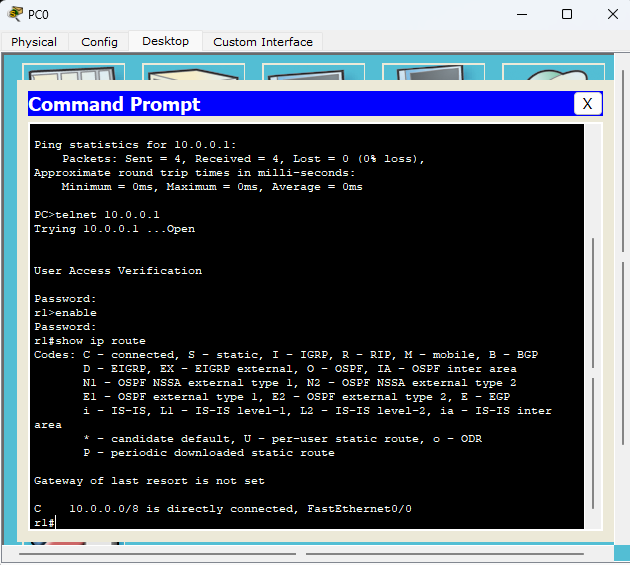 PC0
Physical Config Desktop Custom Interface
Command Prompt X
Ping statistics for 10.0.0.1:
    Packets: Sent = 4, Received = 4, Lost = 0 (0% loss),
Approximate round trip times in milli-seconds:
    Minimum = 0ms, Maximum = 0ms, Average = 0ms
PC>telnet 10.0.0.1
Trying 10.0.0.1 ...Open
User Access Verification
Password:
r1>enable
Password:
r1#show ip route
Codes: C - connected, S - static, I - IGRP, R - RIP, M - mobile, B - BGP
       D - EIGRP, EX - EIGRP external, O - OSPF, IA - OSPF inter area
       N1 - OSPF NSSA external type 1, N2 - OSPF NSSA external type 2
       E1 - OSPF external type 1, E2 - OSPF external type 2, E - EGP
       i - IS-IS, L1 - IS-IS level-1, L2 - IS-IS level-2, ia - IS-IS inter
area
       * - candidate default, U - per-user static route, o - ODR
       P - periodic downloaded static route
Gateway of last resort is not set
C    10.0.0.0/8 is directly connected, FastEthernet0/0
r1#